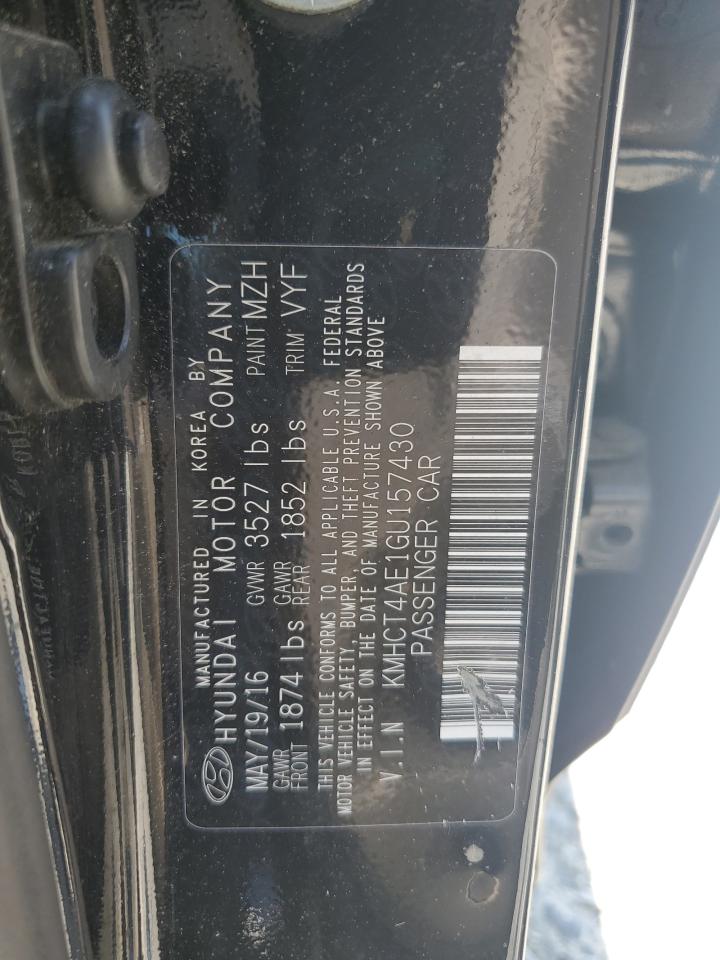 MANUFACTURED IN KOREA BY
HYUNDAI MOTOR COMPANY
MAY/19/16 GVWR 3527 lbs PAINT MZH
GAWR FRONT 1874 lbs GAWR REAR 1852 lbs TRIM VYF
THIS VEHICLE CONFORMS TO ALL APPLICABLE U.S.A. FEDERAL
MOTOR VEHICLE SAFETY, BUMPER, AND THEFT PREVENTION STANDARDS
IN EFFECT ON THE DATE OF MANUFACTURE SHOWN ABOVE
V.I.N KMHCT4AE1GU157430
PASSENGER CAR